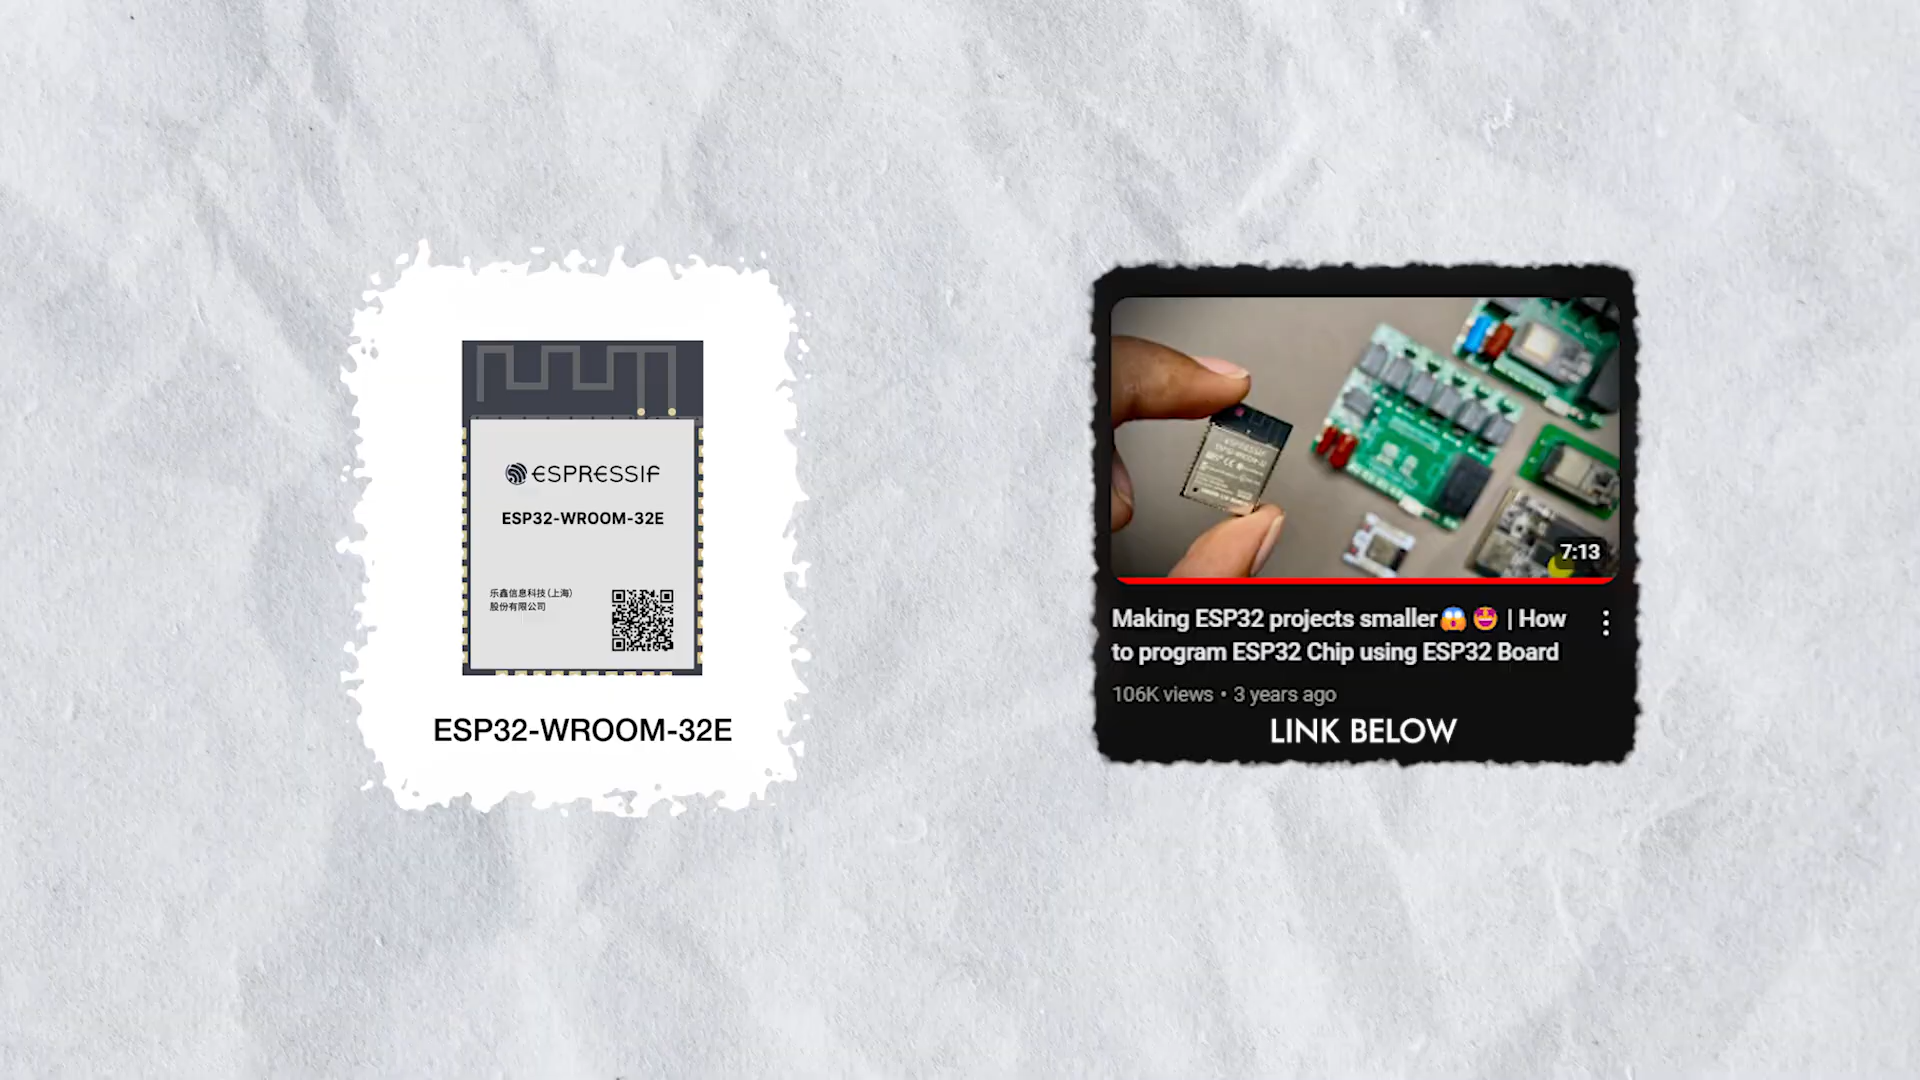 ESPRESSIF
ESP32-WROOM-32E
乐鑫信息科技(上海)
股份有限公司
ESP32-WROOM-32E
ESPRESSIF
7:13
Making ESP32 projects smaller😱 🤩 | How
to program ESP32 Chip using ESP32 Board
106K views • 3 years ago
LINK BELOW